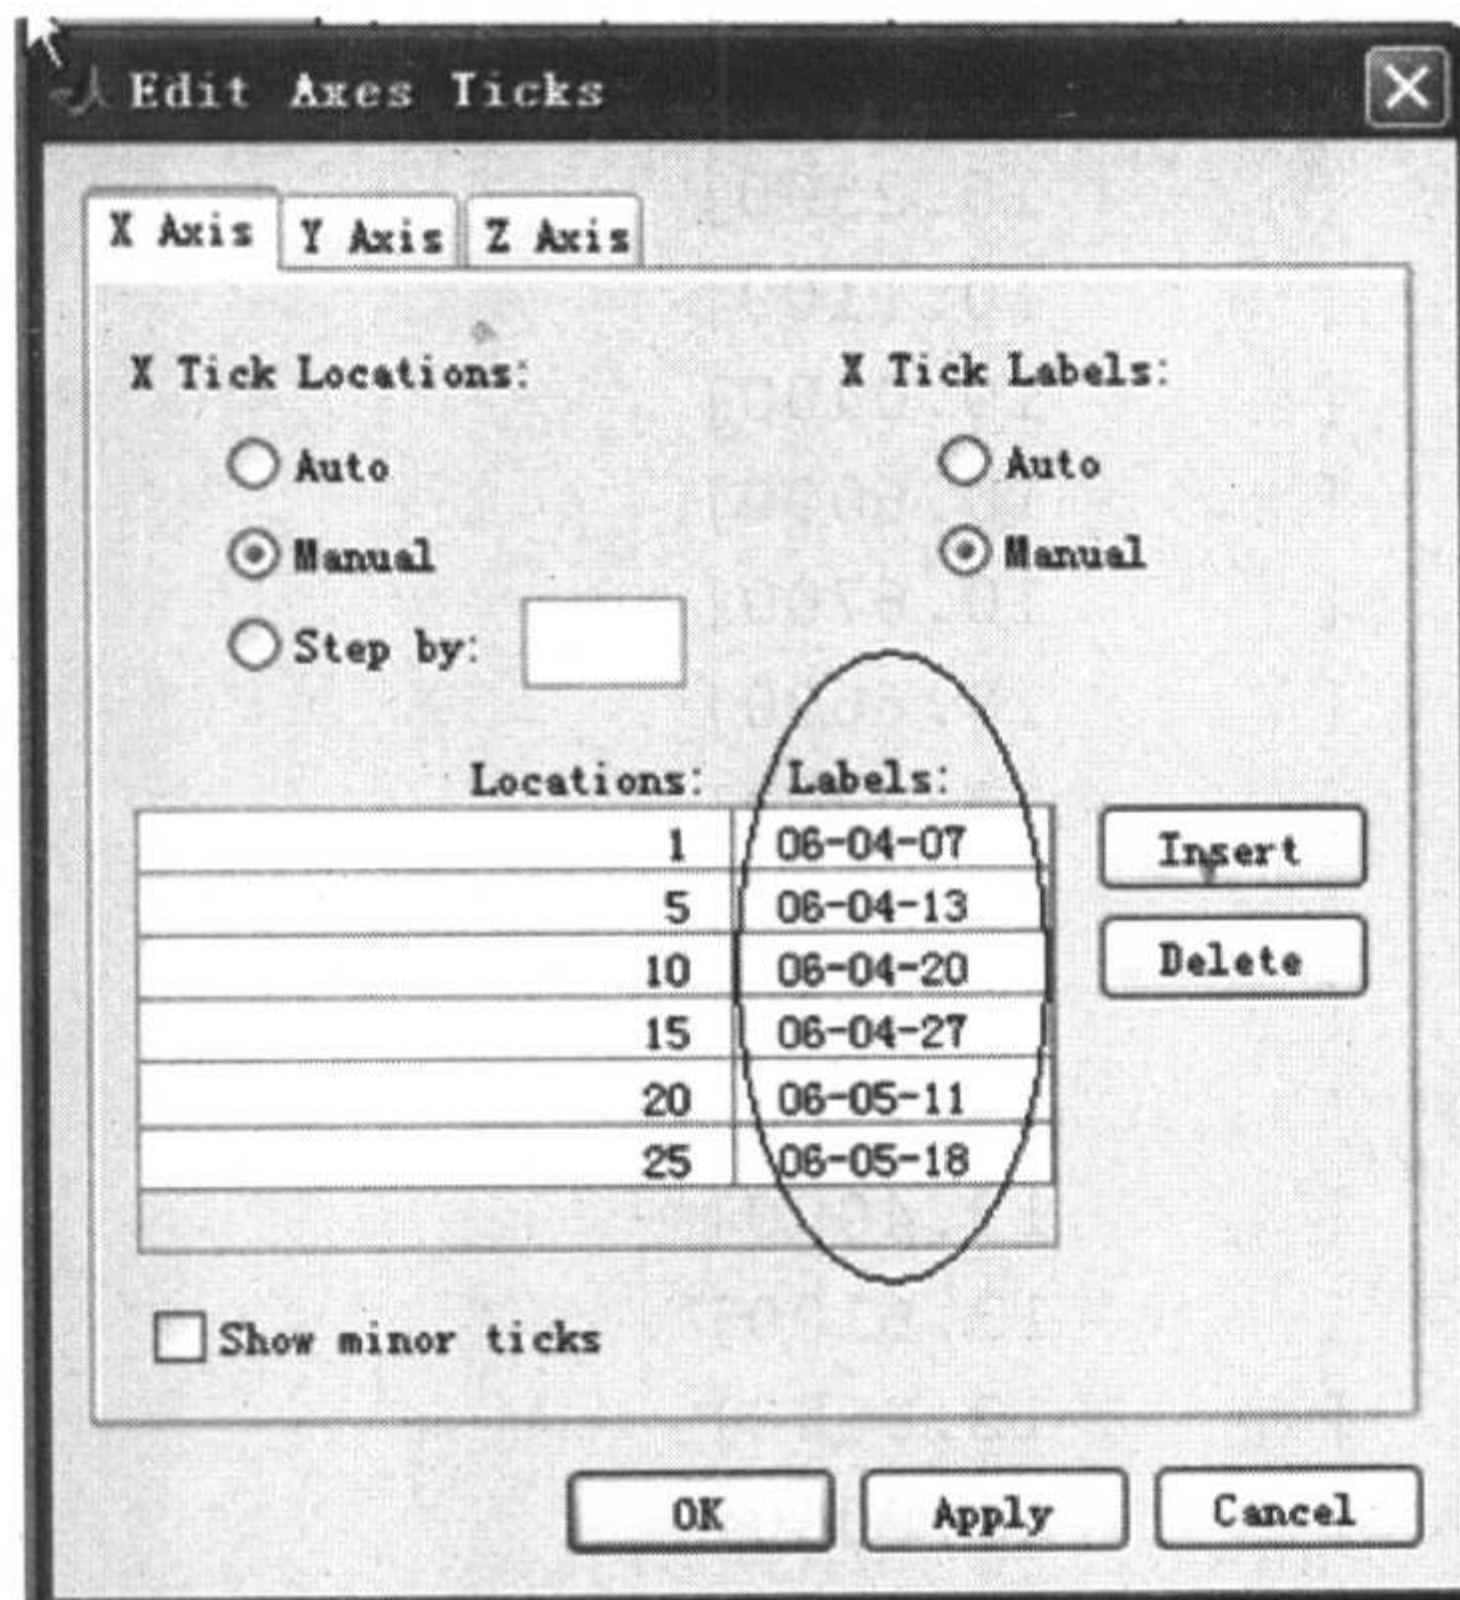 Edit Axes Ticks
X Axis Y Axis Z Axis
X Tick Locations: X Tick Labels:
Auto Auto
Manual Manual
Step by:
Locations: Labels:
1 06-04-07 Insert
5 06-04-13
10 06-04-20 Delete
15 06-04-27
20 06-05-11
25 06-05-18
Show minor ticks
OK Apply Cancel